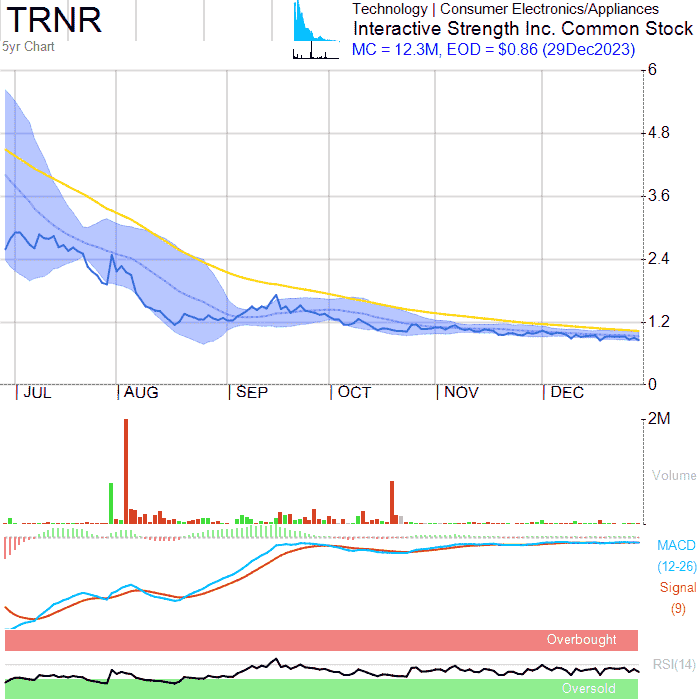 TRNR
5yr Chart
Technology | Consumer Electronics/Appliances
Interactive Strength Inc. Common Stock
MC = 12.3M, EOD = $0.86 (29Dec2023)
6
4.8
3.6
2.4
1.2
0
JUL AUG SEP OCT NOV DEC
2M
Volume
MACD
(12-26)
Signal
(9)
Overbought
RSI(14)
Oversold